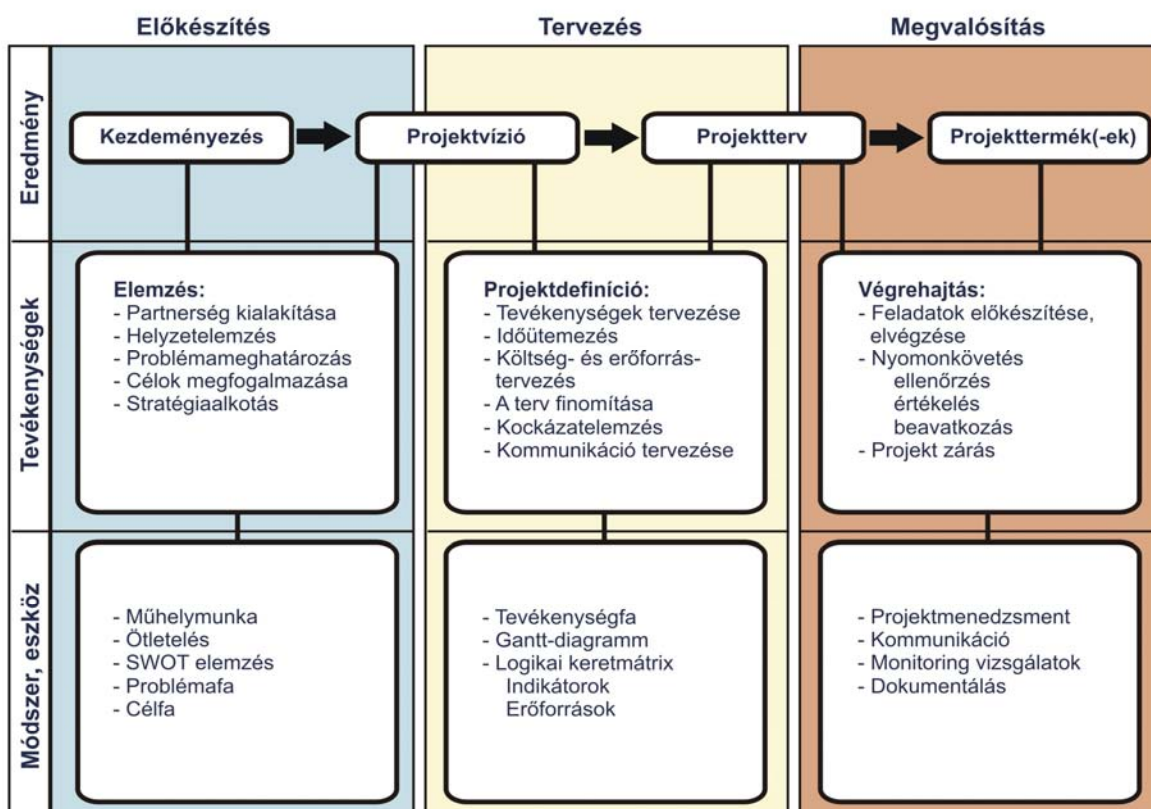 Előkészítés
Tervezés
Megvalósítás
Eredmény
Kezdeményezés
Projektvízió
Projektterv
Projekttermék(-ek)
Tevékenységek
Elemzés:
- Partnerség kialakítása
- Helyzetelemzés
- Problémameghatározás
- Célok megfogalmazása
- Stratégiaalkotás
Projektdefiníció:
- Tevékenységek tervezése
- Időütemezés
- Költség- és erőforrás-
tervezés
- A terv finomítása
- Kockázatelemzés
- Kommunikáció tervezése
Végrehajtás:
- Feladatok előkészítése,
elvégzése
- Nyomonkövetés
ellenőrzés
értékelés
beavatkozás
- Projekt zárás
Módszer, eszköz
- Műhelymunka
- Ötletelés
- SWOT elemzés
- Problémafa
- Célfa
- Tevékenységfa
- Gantt-diagramm
- Logikai keretmátrix
Indikátorok
Erőforrások
- Projektmenedzsment
- Kommunikáció
- Monitoring vizsgálatok
- Dokumentálás